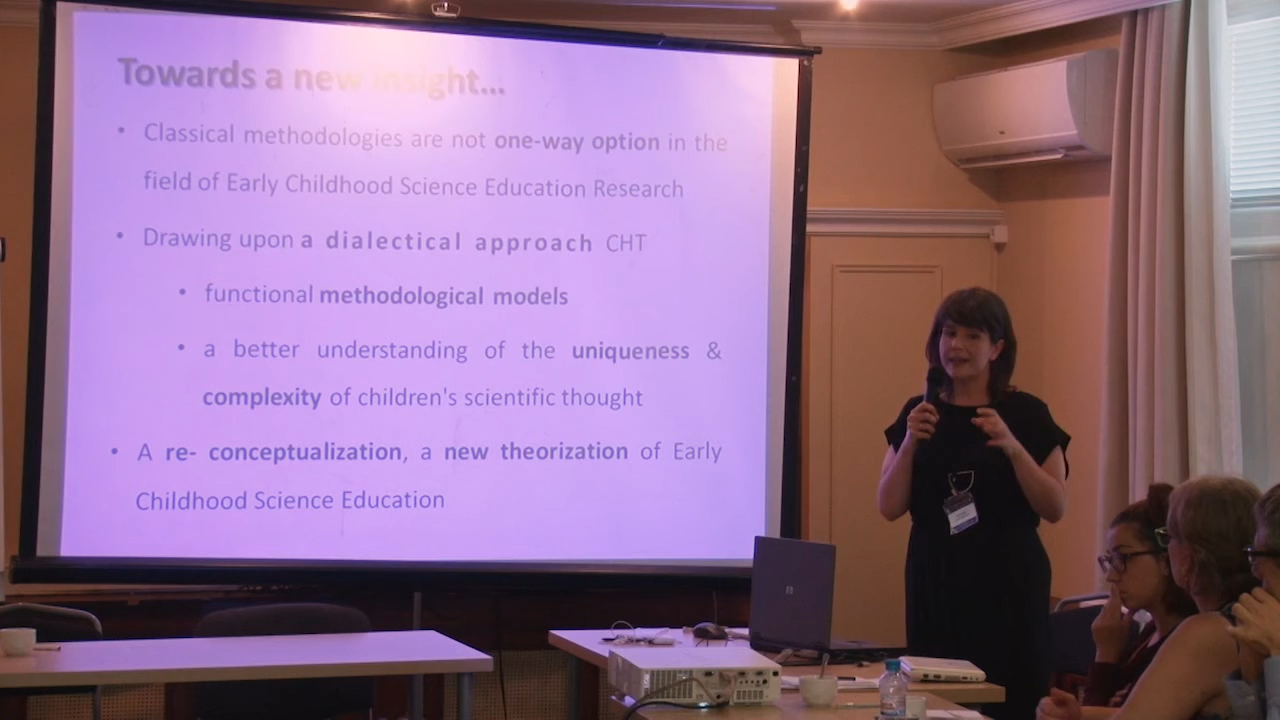 Towards a new insight...
• Classical methodologies are not one-way option in the
field of Early Childhood Science Education Research
• Drawing upon a dialectical approach CHT
• functional methodological models
• a better understanding of the uniqueness &
complexity of children's scientific thought
• A re- conceptualization, a new theorization of Early
Childhood Science Education